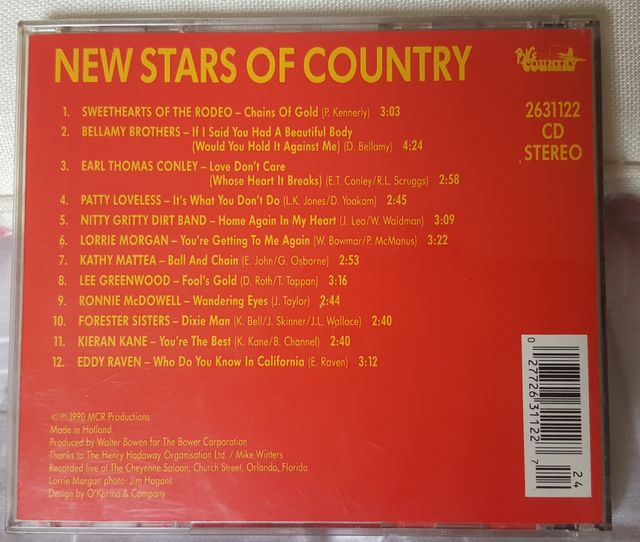 NEW STARS OF COUNTRY
BIG COUNTRY
2631122
CD
STEREO
1. SWEETHEARTS OF THE RODEO – Chains Of Gold (P. Kennerly) 3:03
2. BELLAMY BROTHERS – If I Said You Had A Beautiful Body
(Would You Hold It Against Me) (D. Bellamy) 4:24
3. EARL THOMAS CONLEY – Love Don't Care
(Whose Heart It Breaks) (E.T. Conley/R.L. Scruggs) 2:58
4. PATTY LOVELESS – It's What You Don't Do (L.K. Jones/D. Yoakam) 2:45
5. NITTY GRITTY DIRT BAND – Home Again In My Heart (J. Leo/W. Waldman) 3:09
6. LORRIE MORGAN – You're Getting To Me Again (W. Bowmar/P. McManus) 3:22
7. KATHY MATTEA – Ball And Chain (E. John/G. Osborne) 2:53
8. LEE GREENWOOD – Fool's Gold (D. Roth/T. Tappan) 3:16
9. RONNIE McDOWELL – Wandering Eyes (J. Taylor) 2:44
10. FORESTER SISTERS – Dixie Man (K. Bell/J. Skinner/J.L. Wallace) 2:40
11. KIERAN KANE – You're The Best (K. Kane/B. Channel) 2:40
12. EDDY RAVEN – Who Do You Know In California (E. Raven) 3:12
© ℗ 1990 MCR Productions
Made in Holland
Produced by Walter Bowen for The Bower Corporation
Thanks to The Henry Hadaway Organisation Ltd. / Mike Winters
Recorded live at The Cheyenne Saloon, Church Street, Orlando, Florida
Lorrie Morgan photo: Jim Hagans
Design by O'Karma & Company
0 27726 31122 7
24